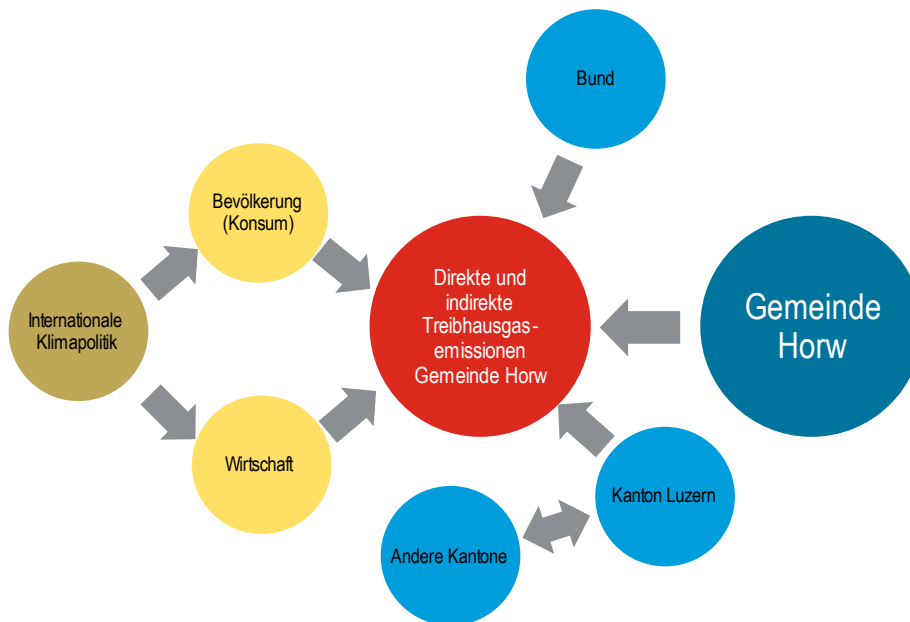 Bund
Bevölkerung
(Konsum)
Internationale
Klimapolitik
Direkte und
indirekte
Treibhausgas-
emissionen
Gemeinde Horw
Gemeinde
Horw
Wirtschaft
Kanton Luzern
Andere Kantone